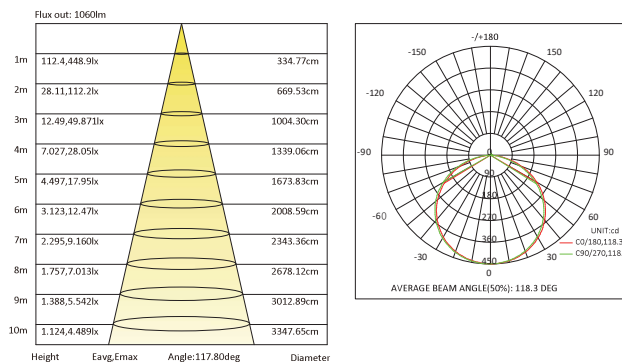 Flux out: 1060lm
1m 112.4,448.9lx 334.77cm
2m 28.11,112.2lx 669.53cm
3m 12.49,49.871lx 1004.30cm
4m 7.027,28.05lx 1339.06cm
5m 4.497,17.95lx 1673.83cm
6m 3.123,12.47lx 2008.59cm
7m 2.295,9.160lx 2343.36cm
8m 1.757,7.013lx 2678.12cm
9m 1.388,5.542lx 3012.89cm
10m 1.124,4.489lx 3347.65cm
Height Eavg,Emax Angle:117.80deg Diameter
-/+180
-150 150
-120 120
-90 0 90
90
180
-60 270 60
UNIT:cd
360 C0/180,118.3
-30 450 30 C90/270,118.
0
AVERAGE BEAM ANGLE(50%): 118.3 DEG